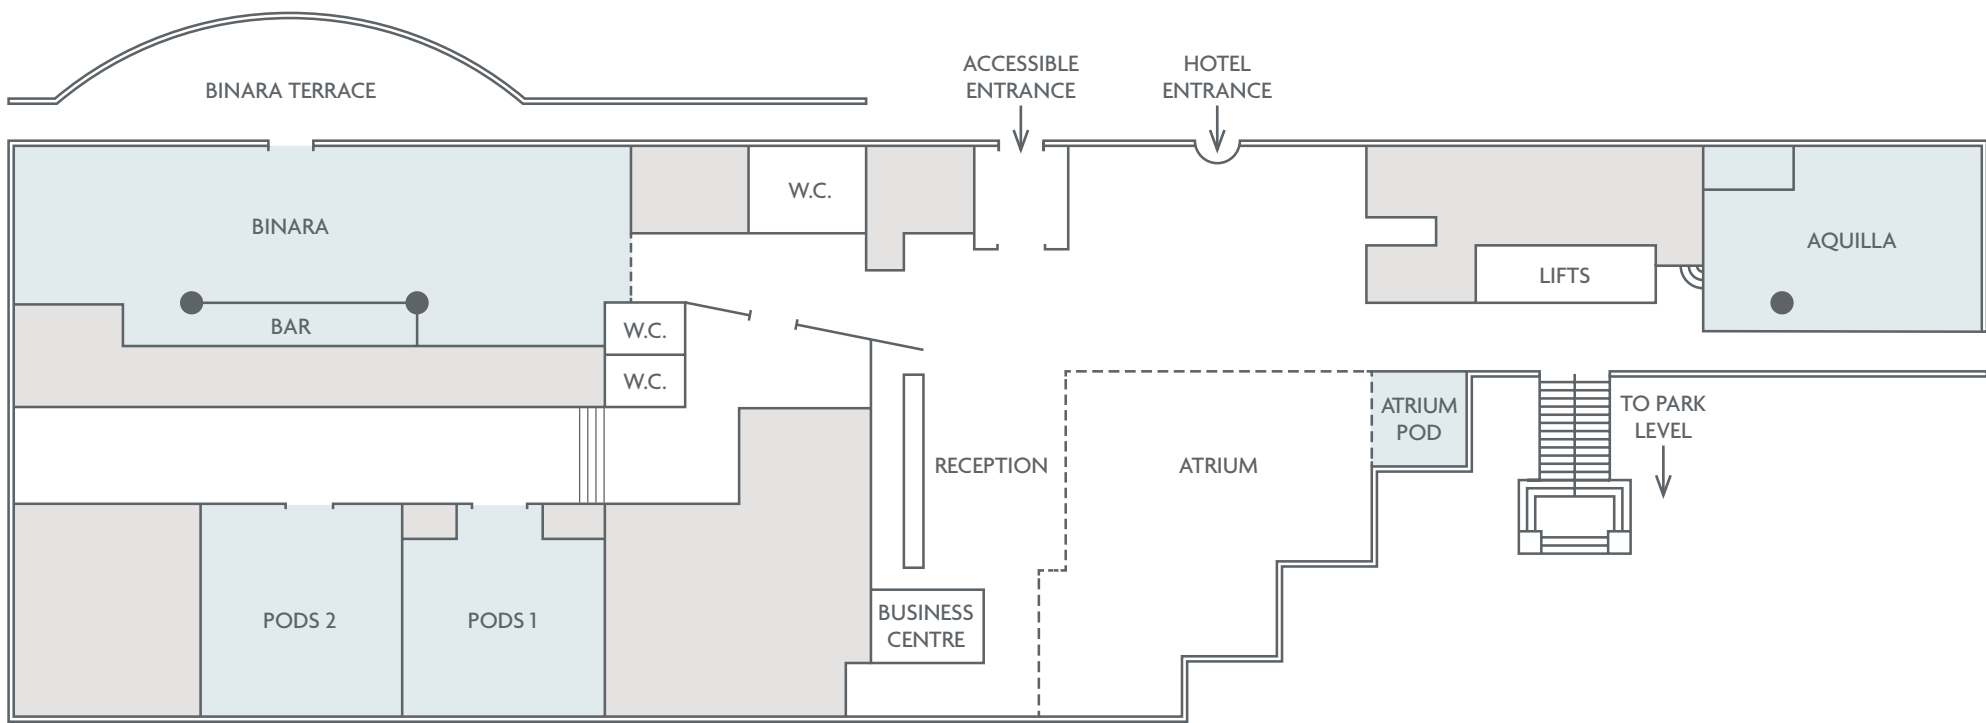 BINARA TERRACE
ACCESSIBLE
ENTRANCE
HOTEL
ENTRANCE
W.C.
BINARA
AQUILLA
LIFTS
BAR
W.C.
W.C.
ATRIUM
POD
TO PARK
LEVEL
RECEPTION
ATRIUM
PODS 2
PODS 1
BUSINESS
CENTRE